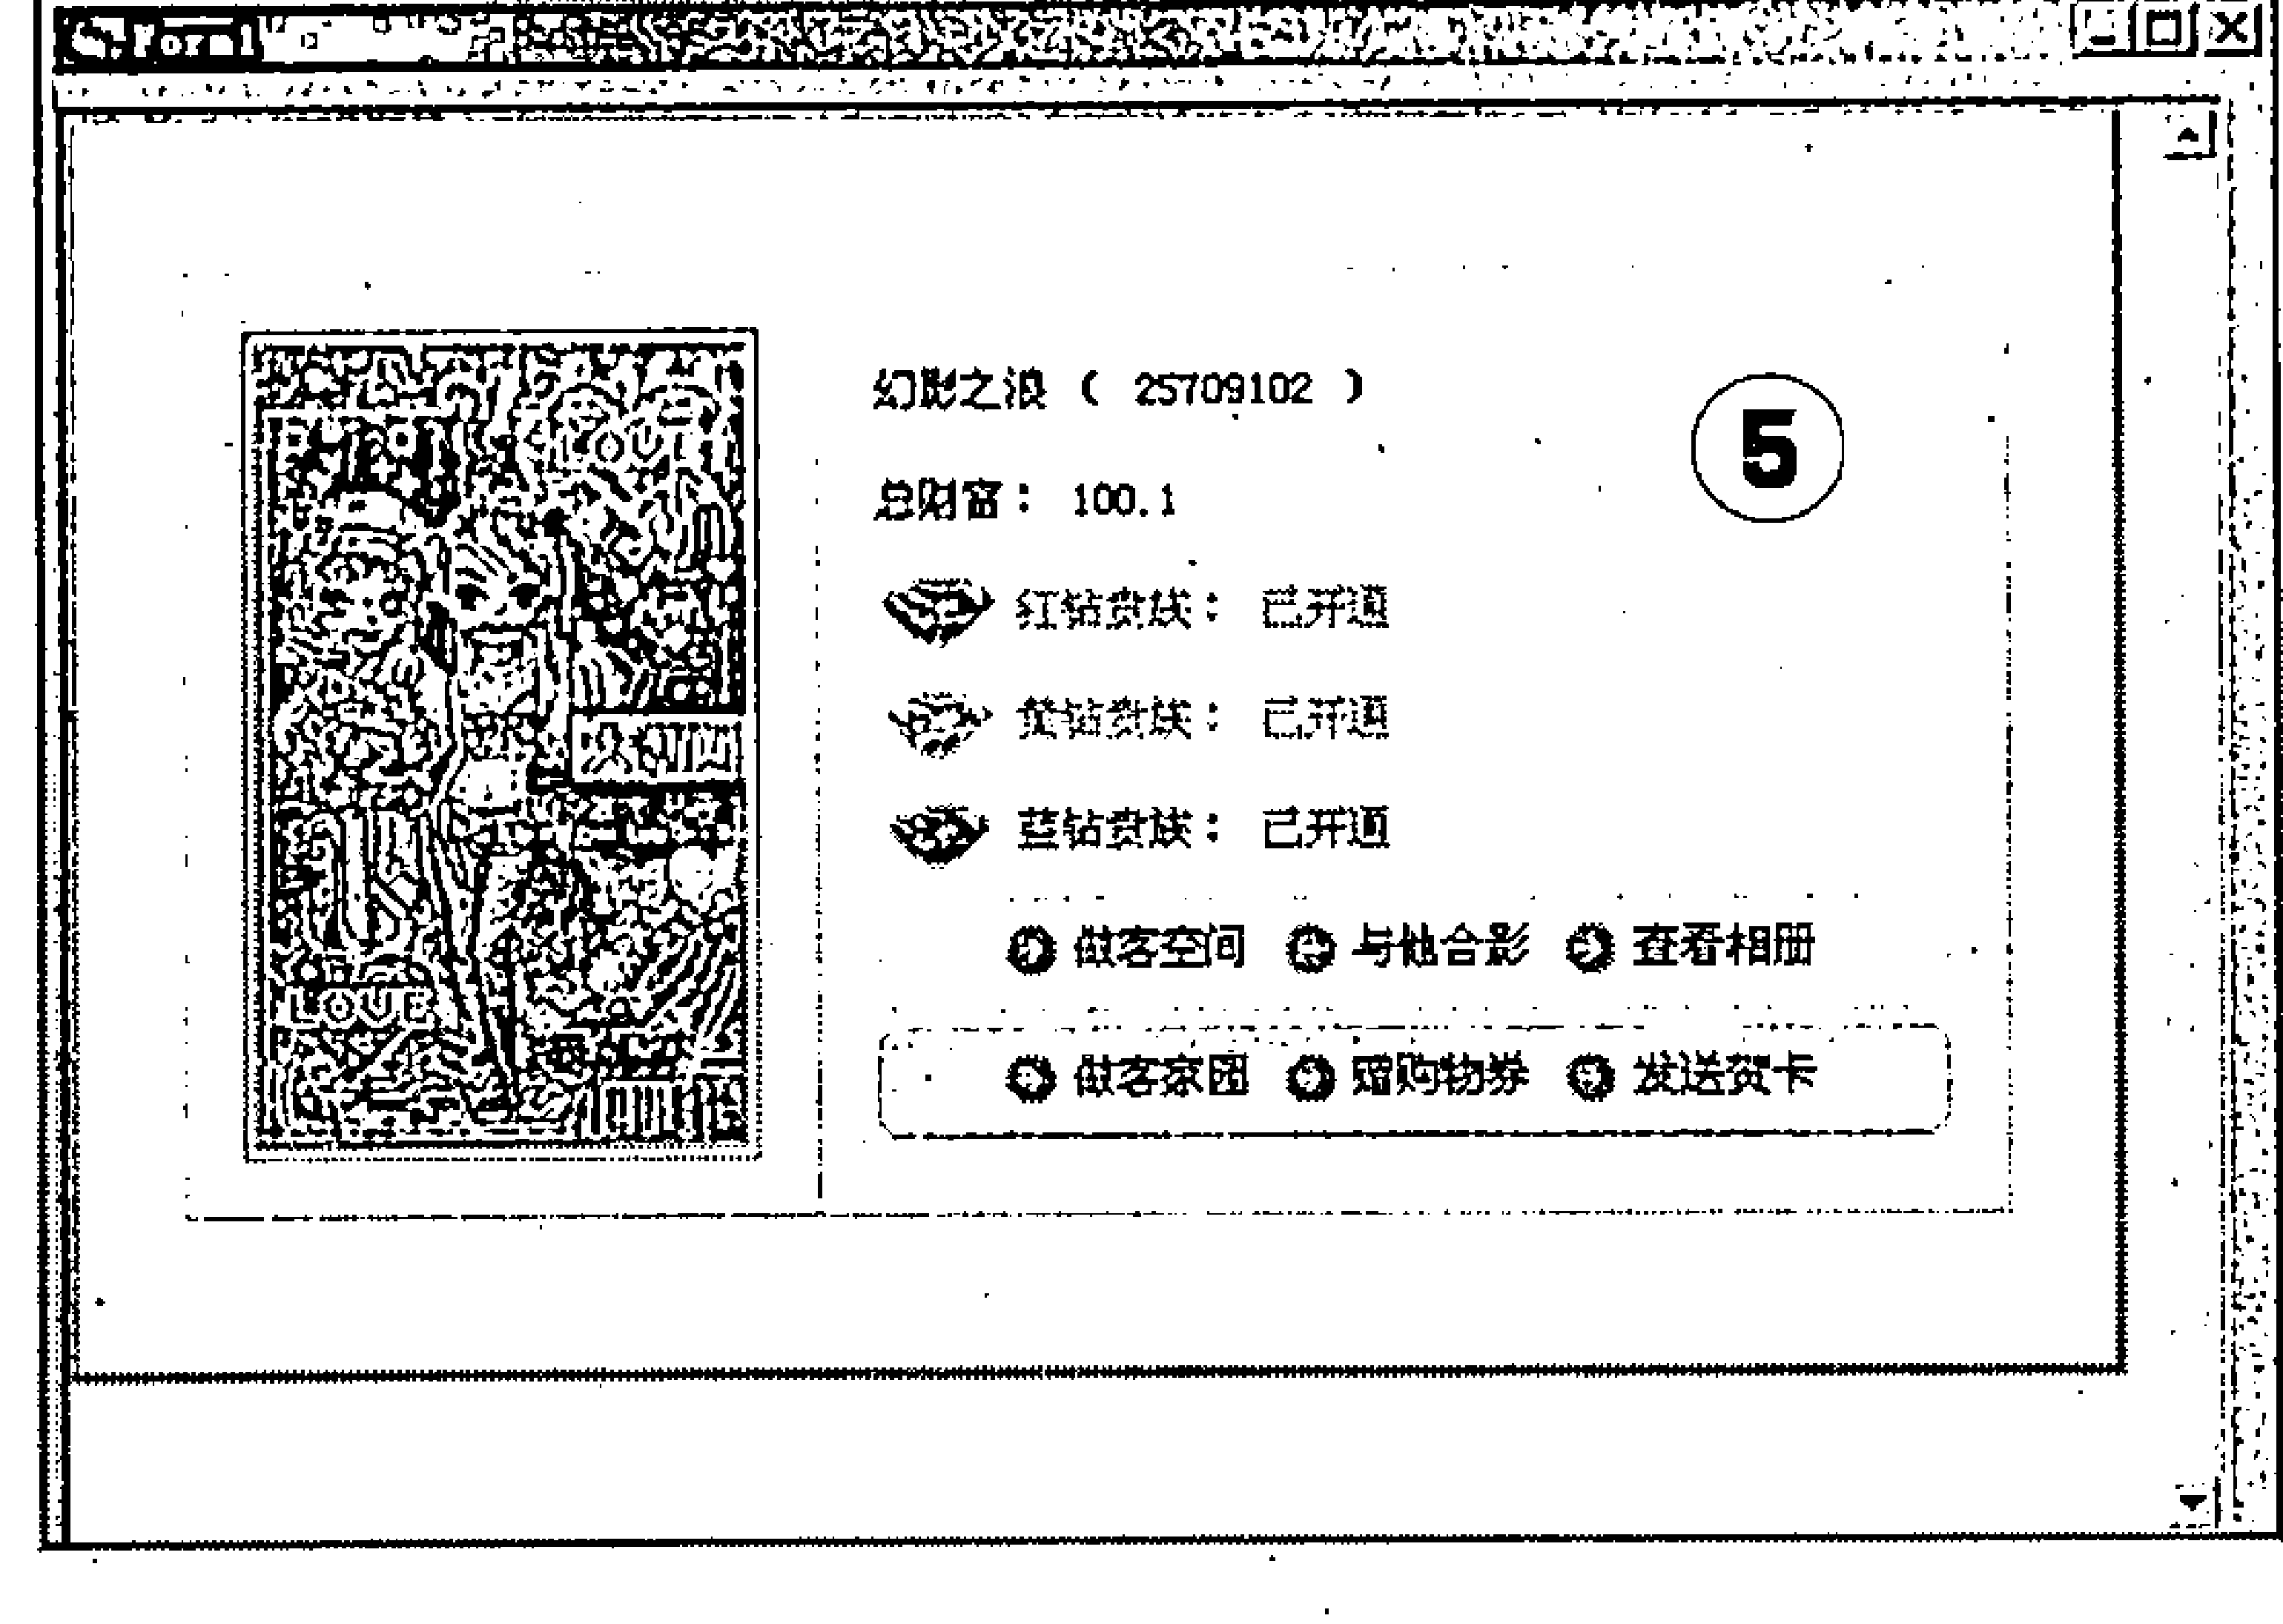 Form1
幻影之浪 ( 25709102 )
5
总财富： 100.1
红钻贵族： 已开通
黄钻贵族： 已开通
蓝钻贵族： 已开通
做客空间 与他合影 查看相册
做客家园 赠购物券 发送贺卡
LOVE